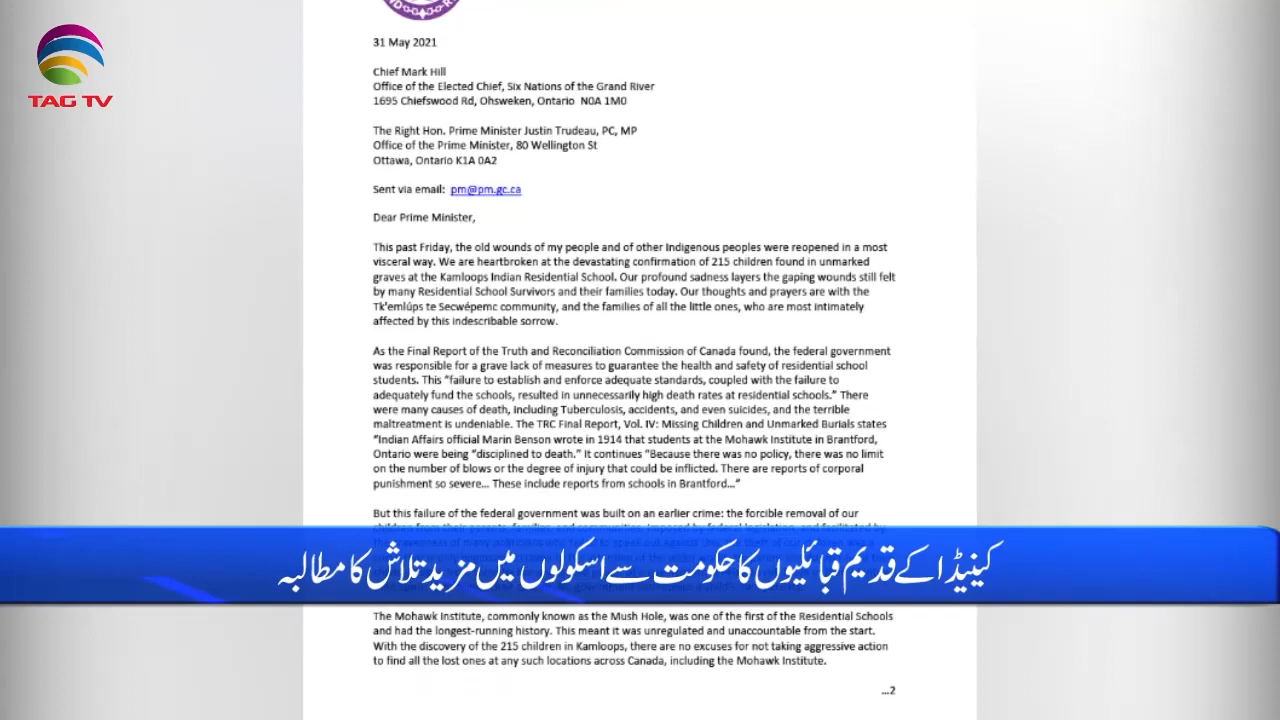 TAG TV
31 May 2021
Chief Mark Hill
Office of the Elected Chief, Six Nations of the Grand River
1695 Chiefswood Rd, Ohsweken, Ontario N0A 1M0
The Right Hon. Prime Minister Justin Trudeau, PC, MP
Office of the Prime Minister, 80 Wellington St
Ottawa, Ontario K1A 0A2
Sent via email: pm@pm.gc.ca
Dear Prime Minister,
This past Friday, the old wounds of my people and of other Indigenous peoples were reopened in a most
visceral way. We are heartbroken at the devastating confirmation of 215 children found in unmarked
graves at the Kamloops Indian Residential School. Our profound sadness layers the gaping wounds still felt
by many Residential School Survivors and their families today. Our thoughts and prayers are with the
Tk'emlúps te Secwépemc community, and the families of all the little ones, who are most intimately
affected by this indescribable sorrow.
As the Final Report of the Truth and Reconciliation Commission of Canada found, the federal government
was responsible for a grave lack of measures to guarantee the health and safety of residential school
students. This “failure to establish and enforce adequate standards, coupled with the failure to
adequately fund the schools, resulted in unnecessarily high death rates at residential schools.” There
were many causes of death, including Tuberculosis, accidents, and even suicides, and the terrible
maltreatment is undeniable. The TRC Final Report, Vol. IV: Missing Children and Unmarked Burials states
“Indian Affairs official Marin Benson wrote in 1914 that students at the Mohawk Institute in Brantford,
Ontario were being “disciplined to death.” It continues “Because there was no policy, there was no limit
on the number of blows or the degree of injury that could be inflicted. There are reports of corporal
punishment so severe... These include reports from schools in Brantford...”
But this failure of the federal government was built on an earlier crime: the forcible removal of our
children from their parents, families, and communities, imposed by federal legislation, and facilitated by
کینیڈا کے قدیم قبائلیوں کا حکومت سے اسکولوں میں مزید تلاش کا مطالبہ
The Mohawk Institute, commonly known as the Mush Hole, was one of the first of the Residential Schools
and had the longest-running history. This meant it was unregulated and unaccountable from the start.
With the discovery of the 215 children in Kamloops, there are no excuses for not taking aggressive action
to find all the lost ones at any such locations across Canada, including the Mohawk Institute.
...2